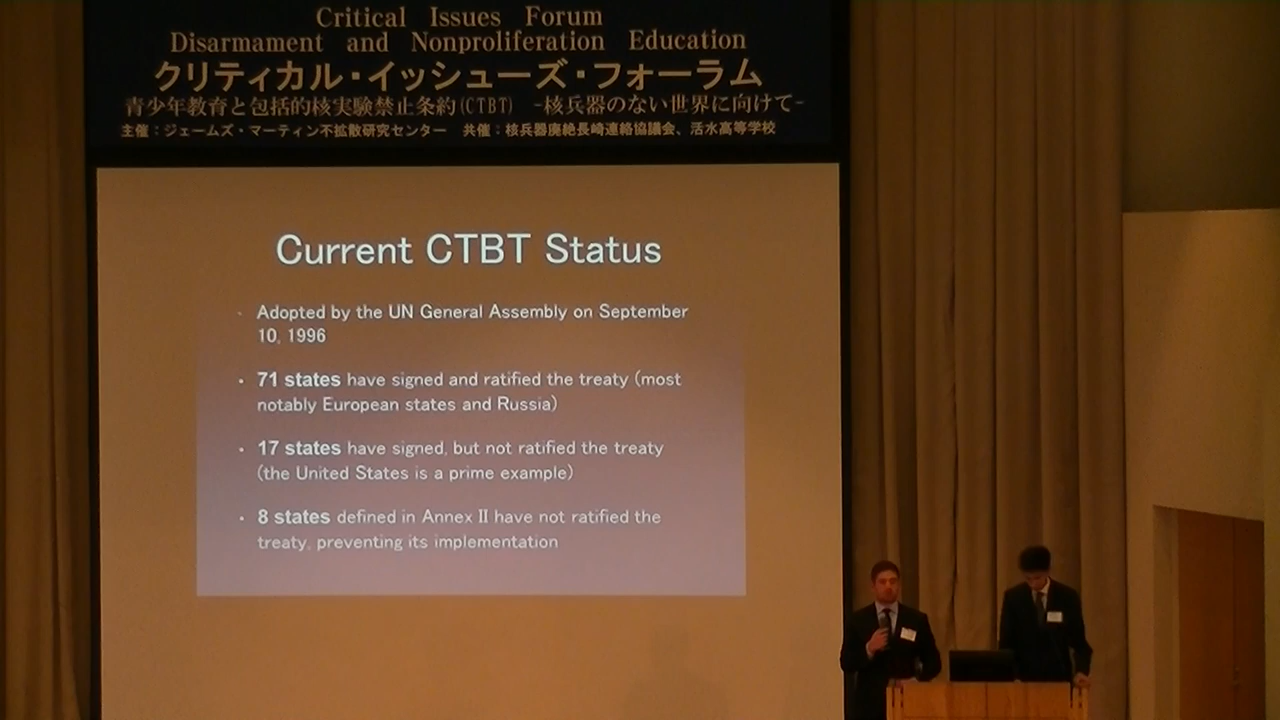 Critical Issues Forum
Disarmament and Nonproliferation Education
クリティカル・イッシューズ・フォーラム
青少年教育と包括的核実験禁止条約(CTBT) -核兵器のない世界に向けて-
主催：ジェームズ・マーティン不拡散研究センター 共催：核兵器廃絶長崎連絡協議会、活水高等学校
Current CTBT Status
· Adopted by the UN General Assembly on September
10, 1996
· 71 states have signed and ratified the treaty (most
notably European states and Russia)
· 17 states have signed, but not ratified the treaty
(the United States is a prime example)
· 8 states defined in Annex II have not ratified the
treaty, preventing its implementation